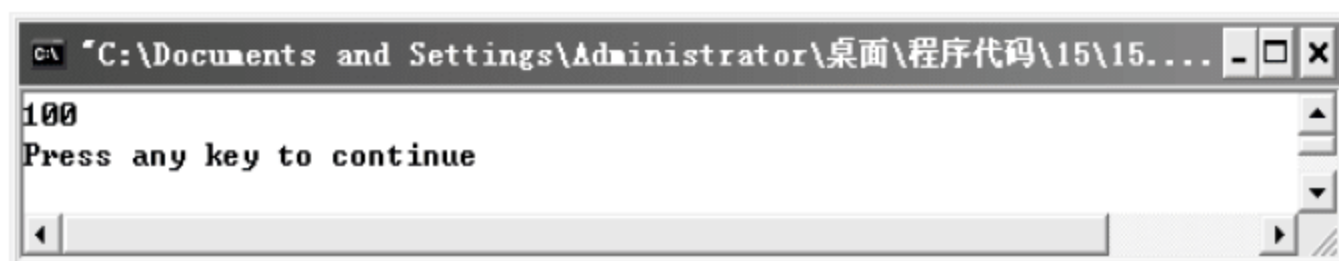 C:\ "C:\Documents and Settings\Administrator\桌面\程序代码\15\15....
100
Press any key to continue